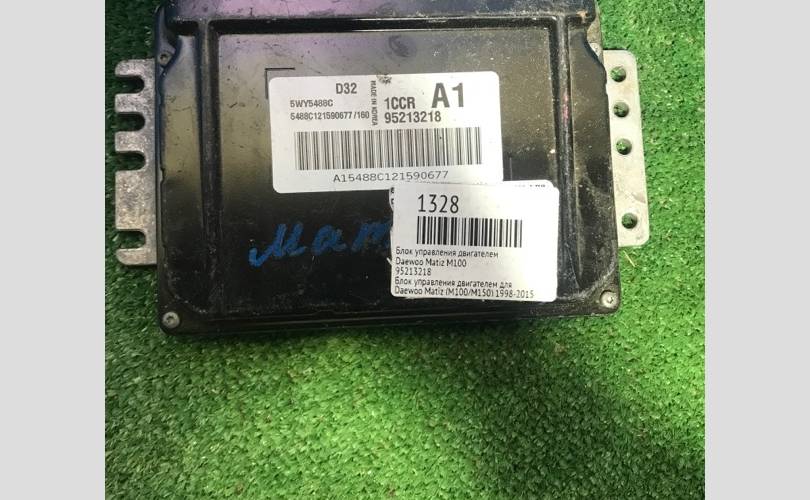 D32
MADE IN KOREA
5WY5488C
1CCR A1
5488C121590677/160
95213218
A15488C121590677
1328
Мат
Блок управления двигателем
Daewoo Matiz M100
95213218
Блок управления двигателем для
Daewoo Matiz (M100/M150) 1998-2015